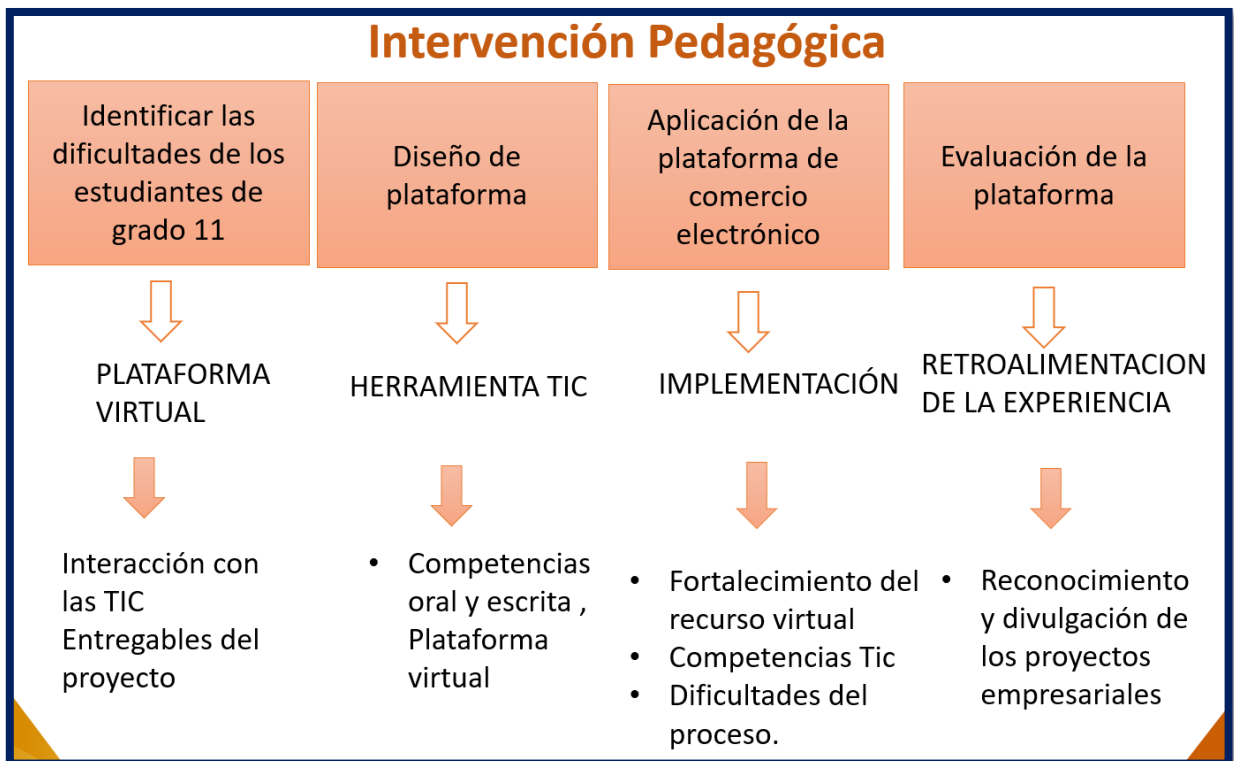 Intervención Pedagógica
Identificar las
dificultades de los
estudiantes de
grado 11
Diseño de
plataforma
Aplicación de la
plataforma de
comercio
electrónico
Evaluación de la
plataforma
PLATAFORMA
VIRTUAL
HERRAMIENTA TIC
IMPLEMENTACIÓN
RETROALIMENTACION
DE LA EXPERIENCIA
Interacción con
las TIC
Entregables del
proyecto
• Competencias
oral y escrita ,
Plataforma
virtual
• Fortalecimiento del
recurso virtual
• Competencias Tic
• Dificultades del
proceso.
• Reconocimiento
y divulgación de
los proyectos
empresariales